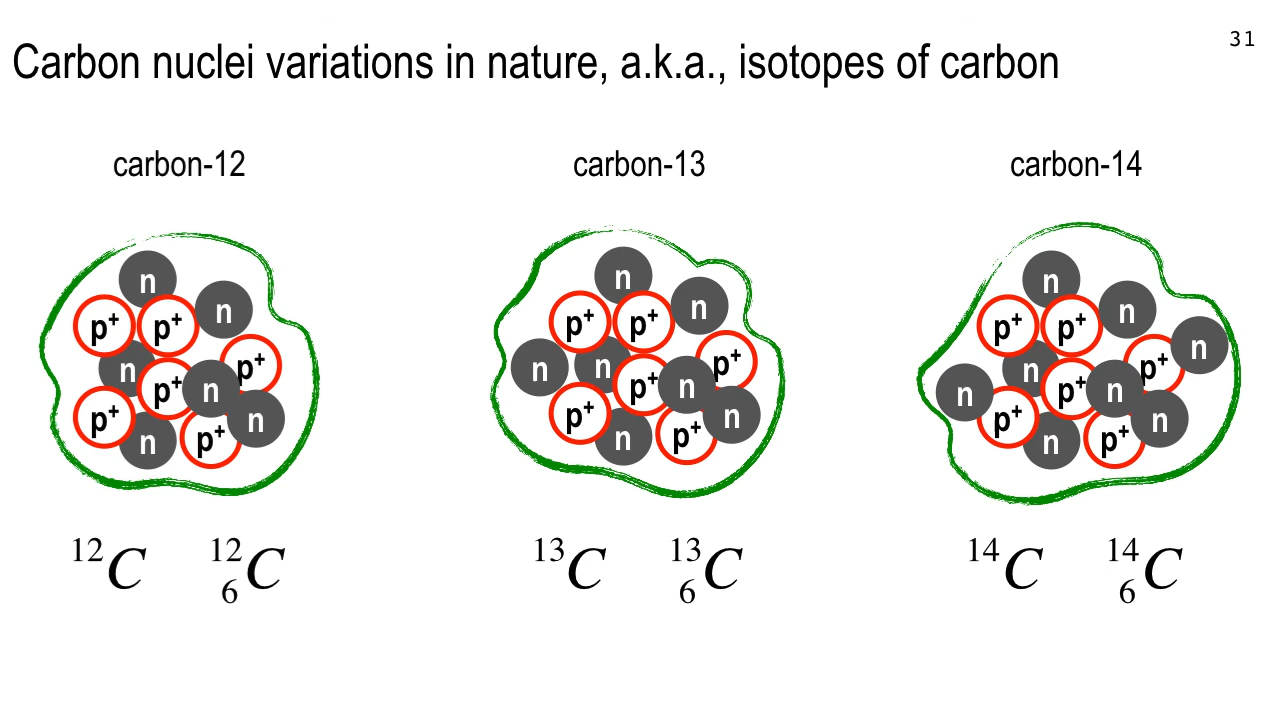 31
Carbon nuclei variations in nature, a.k.a., isotopes of carbon
carbon-12
n
n
p⁺ p⁺
n p⁺
p⁺ n
p⁺ n
n p⁺
¹²C ¹²₆C
carbon-13
n
n
p⁺ p⁺
n n p⁺
p⁺ n
p⁺ n
n p⁺
¹³C ¹³₆C
carbon-14
n
n
p⁺ p⁺
n
n p⁺
n p⁺ n
p⁺ n
n p⁺
¹⁴C ¹⁴₆C